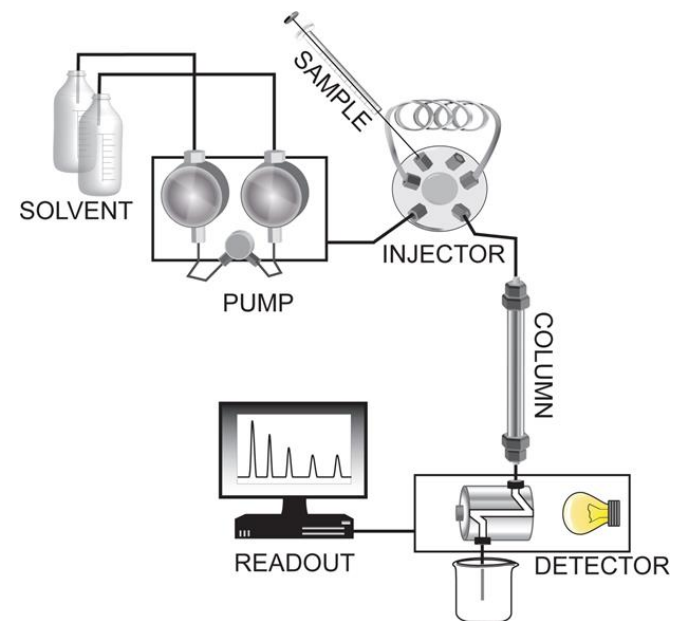 SAMPLE
SOLVENT
INJECTOR
PUMP
COLUMN
READOUT
DETECTOR